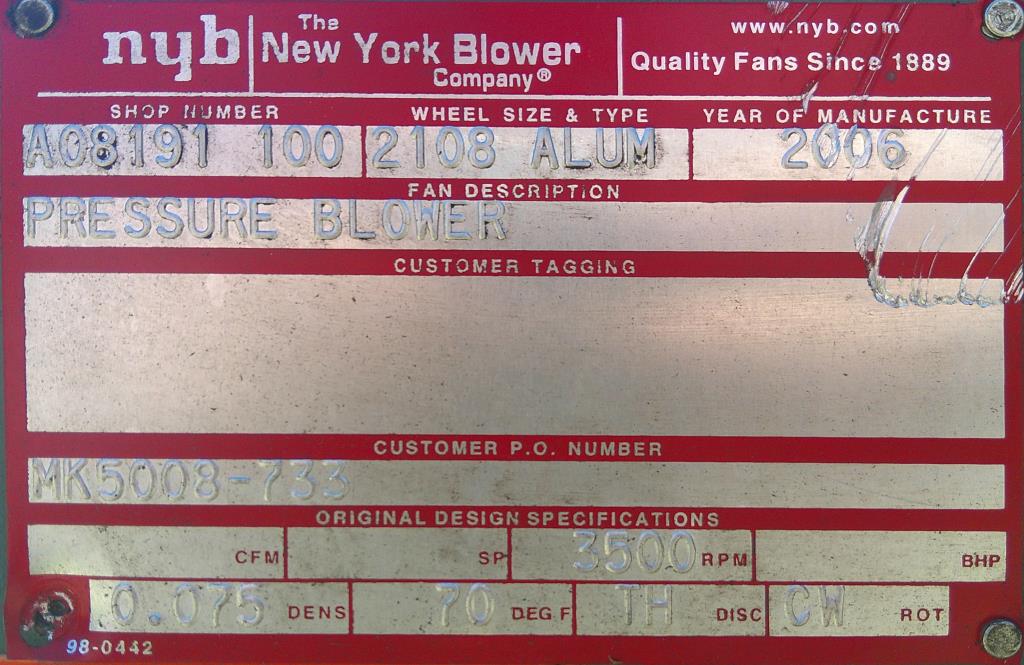 nyb The New York Blower Company®
www.nyb.com
Quality Fans Since 1889
SHOP NUMBER WHEEL SIZE & TYPE YEAR OF MANUFACTURE
A08191 100 2108 ALUM 2006
FAN DESCRIPTION
PRESSURE BLOWER
CUSTOMER TAGGING
CUSTOMER P.O. NUMBER
MK5008-733
ORIGINAL DESIGN SPECIFICATIONS
CFM SP 3500 RPM BHP
0.075 DENS 70 DEG F TH DISC CW ROT
98-0442